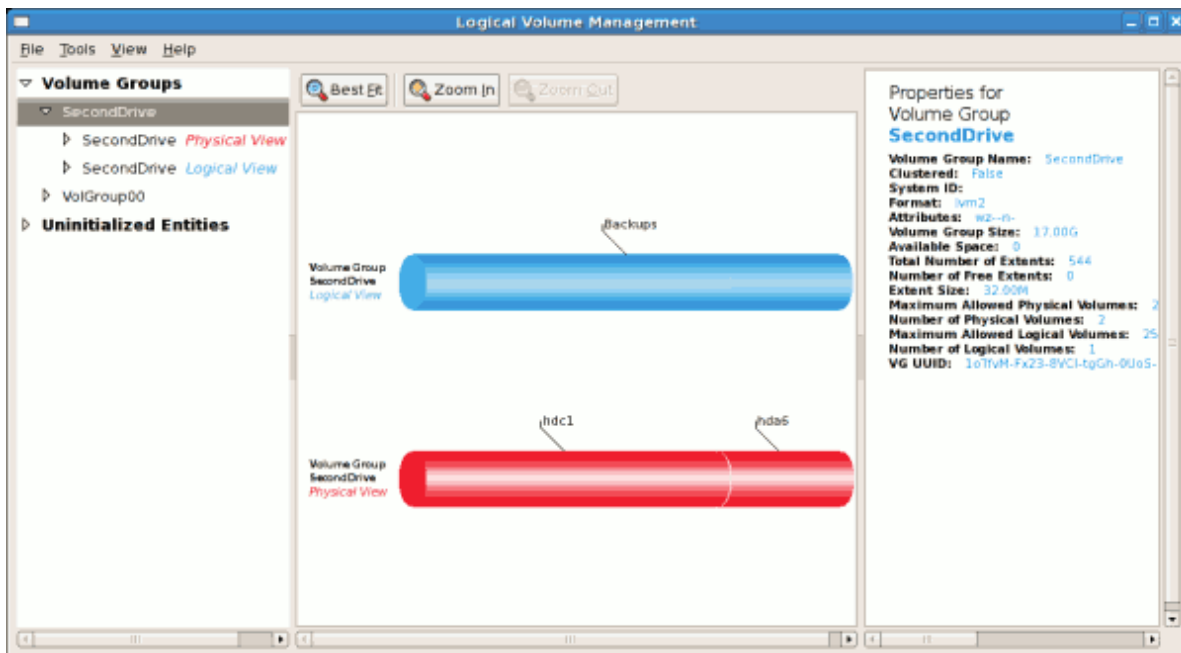 Logical Volume Management
File Tools View Help
Volume Groups
SecondDrive
SecondDrive Physical View
SecondDrive Logical View
VolGroup00
Uninitialized Entities
Best Fit
Zoom In
Zoom Out
Backups
Volume Group
SecondDrive
Logical View
hdc1
hda6
Volume Group
SecondDrive
Physical View
Properties for
Volume Group
SecondDrive
Volume Group Name: SecondDrive
Clustered: False
System ID:
Format: lvm2
Attributes: wz--n-
Volume Group Size: 17.00G
Available Space: 0
Total Number of Extents: 544
Number of Free Extents: 0
Extent Size: 32.00M
Maximum Allowed Physical Volumes: 2
Number of Physical Volumes: 2
Maximum Allowed Logical Volumes: 25
Number of Logical Volumes: 1
VG UUID: